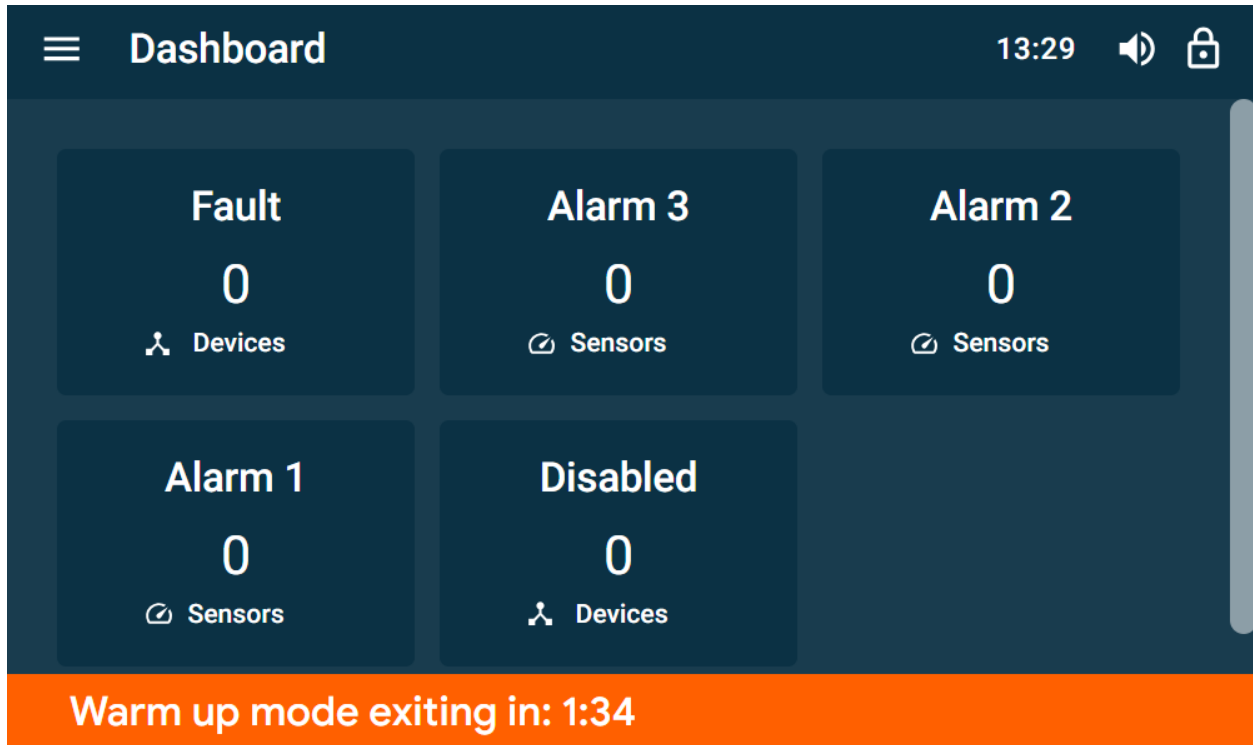 Dashboard 13:29
Fault Alarm 3 Alarm 2
0 0 0
Devices Sensors Sensors
Alarm 1 Disabled
0 0
Sensors Devices
Warm up mode exiting in: 1:34